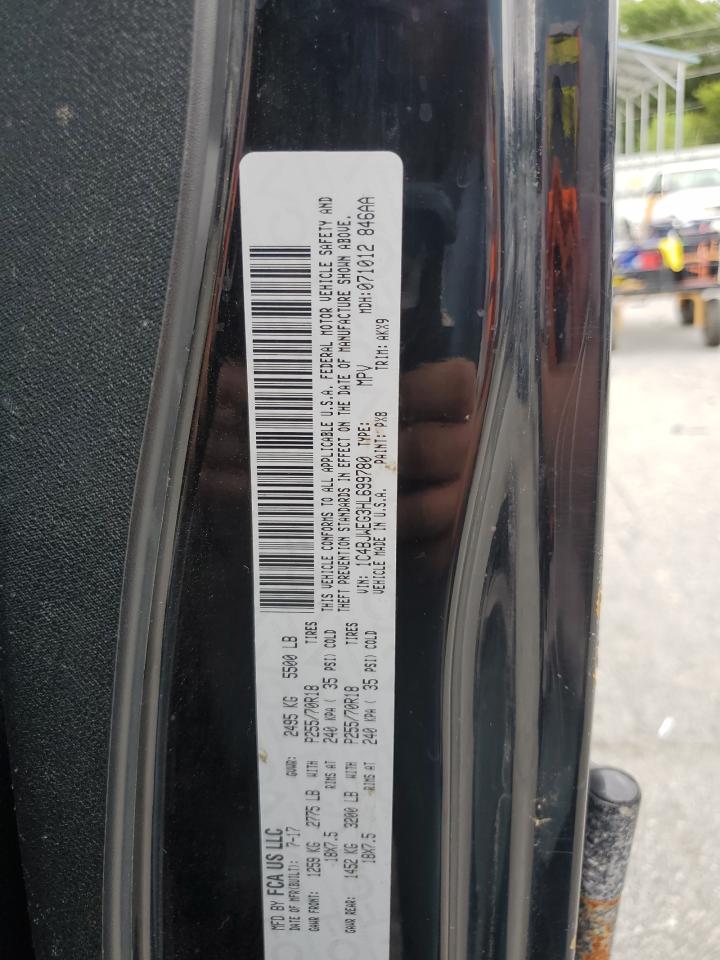 MFD BY FCA US LLC
DATE OF MFR(BUILT): 7-17 GVWR: 2495 KG 5500 LB
GAWR FRONT: 1259 KG 2775 LB WITH P255/70R18 TIRES
18X7.5 RIMS AT 240 KPA ( 35 PSI) COLD
GAWR REAR: 1452 KG 3200 LB WITH P255/70R18 TIRES
18X7.5 RIMS AT 240 KPA ( 35 PSI) COLD
THIS VEHICLE CONFORMS TO ALL APPLICABLE U.S.A. FEDERAL MOTOR VEHICLE SAFETY AND
THEFT PREVENTION STANDARDS IN EFFECT ON THE DATE OF MANUFACTURE SHOWN ABOVE.
VIN: 1C4BJWEG3HL699780 TYPE: MPV MDH:071012 846AA
VEHICLE MADE IN U.S.A. PAINT: PX8 TRIM: AKX9